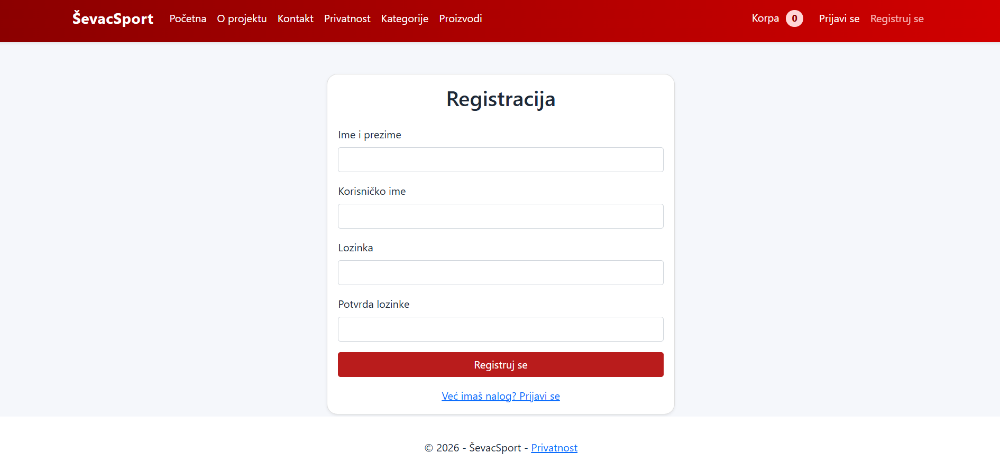 ŠevacSport Početna O projektu Kontakt Privatnost Kategorije Proizvodi Korpa 0 Prijavi se Registruj se
Registracija
Ime i prezime
Korisničko ime
Lozinka
Potvrda lozinke
Registruj se
Već imaš nalog? Prijavi se
© 2026 - ŠevacSport - Privatnost